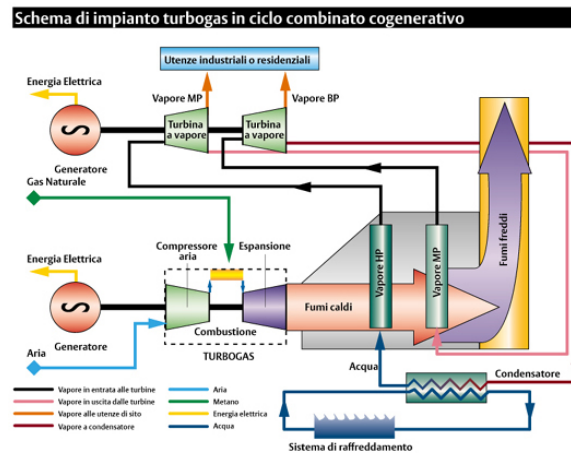 Schema di impianto turbogas in ciclo combinato cogenerativo
Utenze industriali o residenziali
Energia Elettrica
Vapore MP
Vapore BP
Turbina
a vapore
Turbina
a vapore
Generatore
Gas Naturale
Compressore
aria
Espansione
Energia Elettrica
Vapore HP
Vapore MP
Fumi freddi
Fumi caldi
Combustione
Generatore
TURBOGAS
Aria
Acqua
Condensatore
Vapore in entrata alle turbine
Vapore in uscita dalle turbine
Vapore alle utenze di sito
Vapore a condensatore
Aria
Metano
Energia elettrica
Acqua
Sistema di raffreddamento